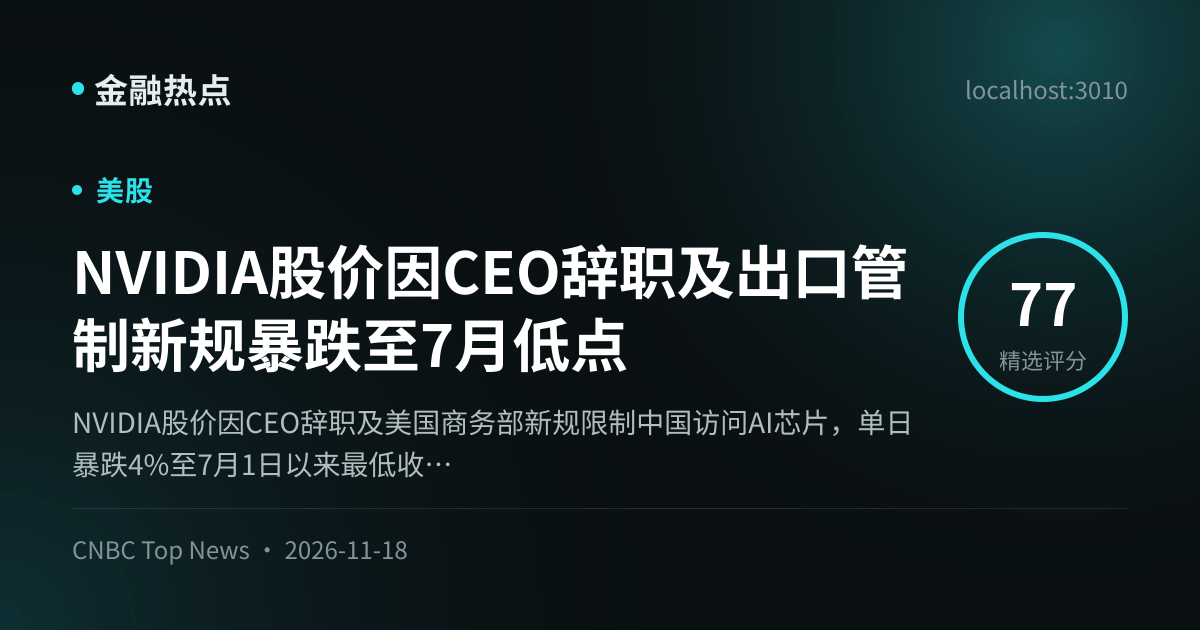 金融热点
localhost:3010
美股
NVIDIA股价因CEO辞职及出口管
制新规暴跌至7月低点
77
精选评分
NVIDIA股价因CEO辞职及美国商务部新规限制中国访问AI芯片，单日
暴跌4%至7月1日以来最低收…
CNBC Top News • 2026-11-18